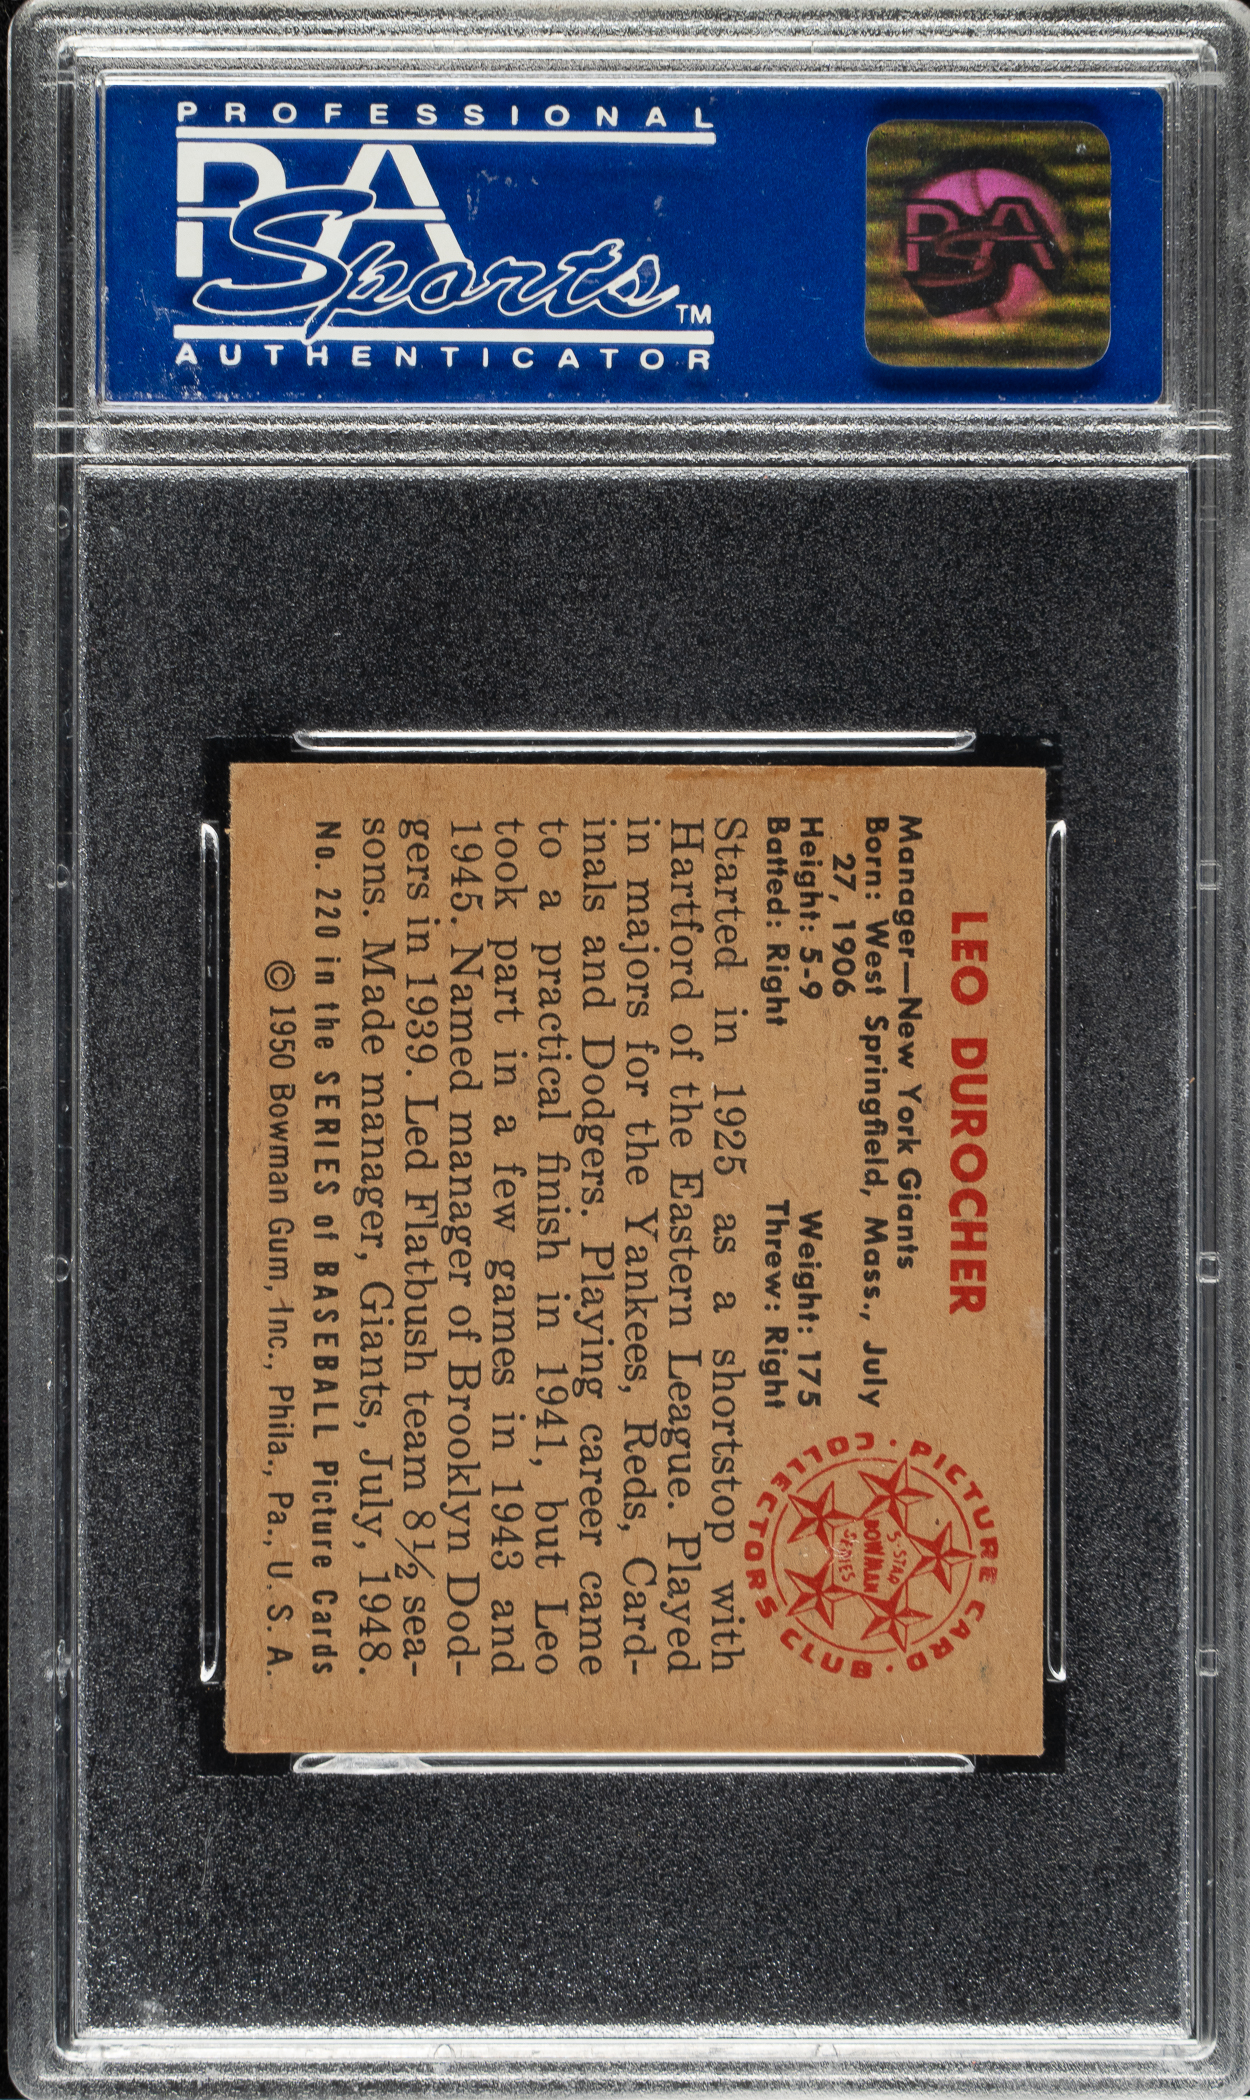 PROFESSIONAL
PSA
Sports™
AUTHENTICATOR
PSA
LEO DUROCHER
Manager—New York Giants
Born: West Springfield, Mass., July
27, 1906
Height: 5-9 Weight: 175
Batted: Right Threw: Right
PICTURE CARD COLLECTORS CLUB
5-STAR
BOWMAN
SERIES
Started in 1925 as a shortstop with
Hartford of the Eastern League. Played
in majors for the Yankees, Reds, Card-
inals and Dodgers. Playing career came
to a practical finish in 1941, but Leo
took part in a few games in 1943 and
1945. Named manager of Brooklyn Dod-
gers in 1939. Led Flatbush team 8½ sea-
sons. Made manager, Giants, July, 1948.
No. 220 in the SERIES of BASEBALL Picture Cards
© 1950 Bowman Gum, Inc., Phila., Pa., U. S. A.